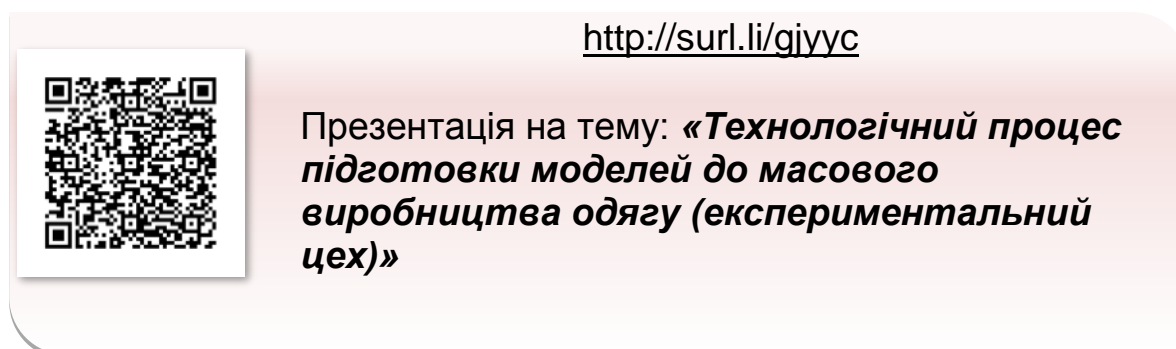 http://surl.li/gjyyc
Презентація на тему: «Технологічний процес
підготовки моделей до масового
виробництва одягу (експериментальний
цех)»